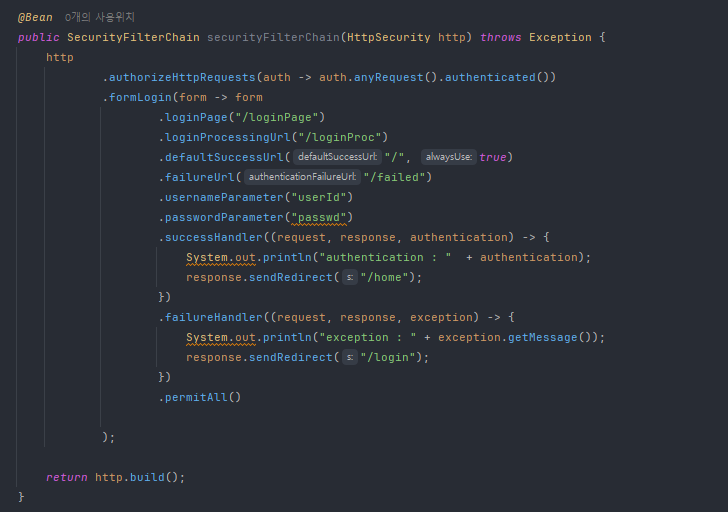 @Bean 0개의 사용위치
public SecurityFilterChain securityFilterChain(HttpSecurity http) throws Exception {
    http
            .authorizeHttpRequests(auth -> auth.anyRequest().authenticated())
            .formLogin(form -> form
                    .loginPage("/loginPage")
                    .loginProcessingUrl("/loginProc")
                    .defaultSuccessUrl( defaultSuccessUrl: "/", alwaysUse: true)
                    .failureUrl( authenticationFailureUrl: "/failed")
                    .usernameParameter("userId")
                    .passwordParameter("passwd")
                    .successHandler((request, response, authentication) -> {
                        System.out.println("authentication : "  + authentication);
                        response.sendRedirect( s: "/home");
                    })
                    .failureHandler((request, response, exception) -> {
                        System.out.println("exception : " + exception.getMessage());
                        response.sendRedirect( s: "/login");
                    })
                    .permitAll()
            );
    return http.build();
}